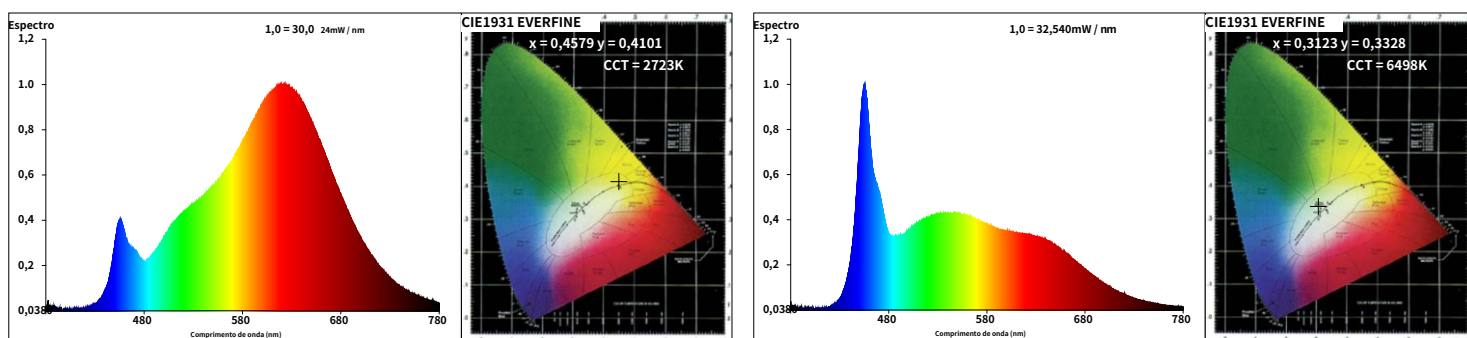 Espectro
1,0 = 30,0 24mW / nm
1,2
1.0
0,8
0,6
0,4
0,2
0,0380
480
580
680
780
Comprimento de onda (nm)
CIE1931 EVERFINE
x = 0,4579 y = 0,4101
CCT = 2723K
Espectro
1,0 = 32,540mW / nm
1,2
1.0
0,8
0,6
0,4
0,2
0,0380
480
580
680
780
Comprimento de onda (nm)
CIE1931 EVERFINE
x = 0,3123 y = 0,3328
CCT = 6498K